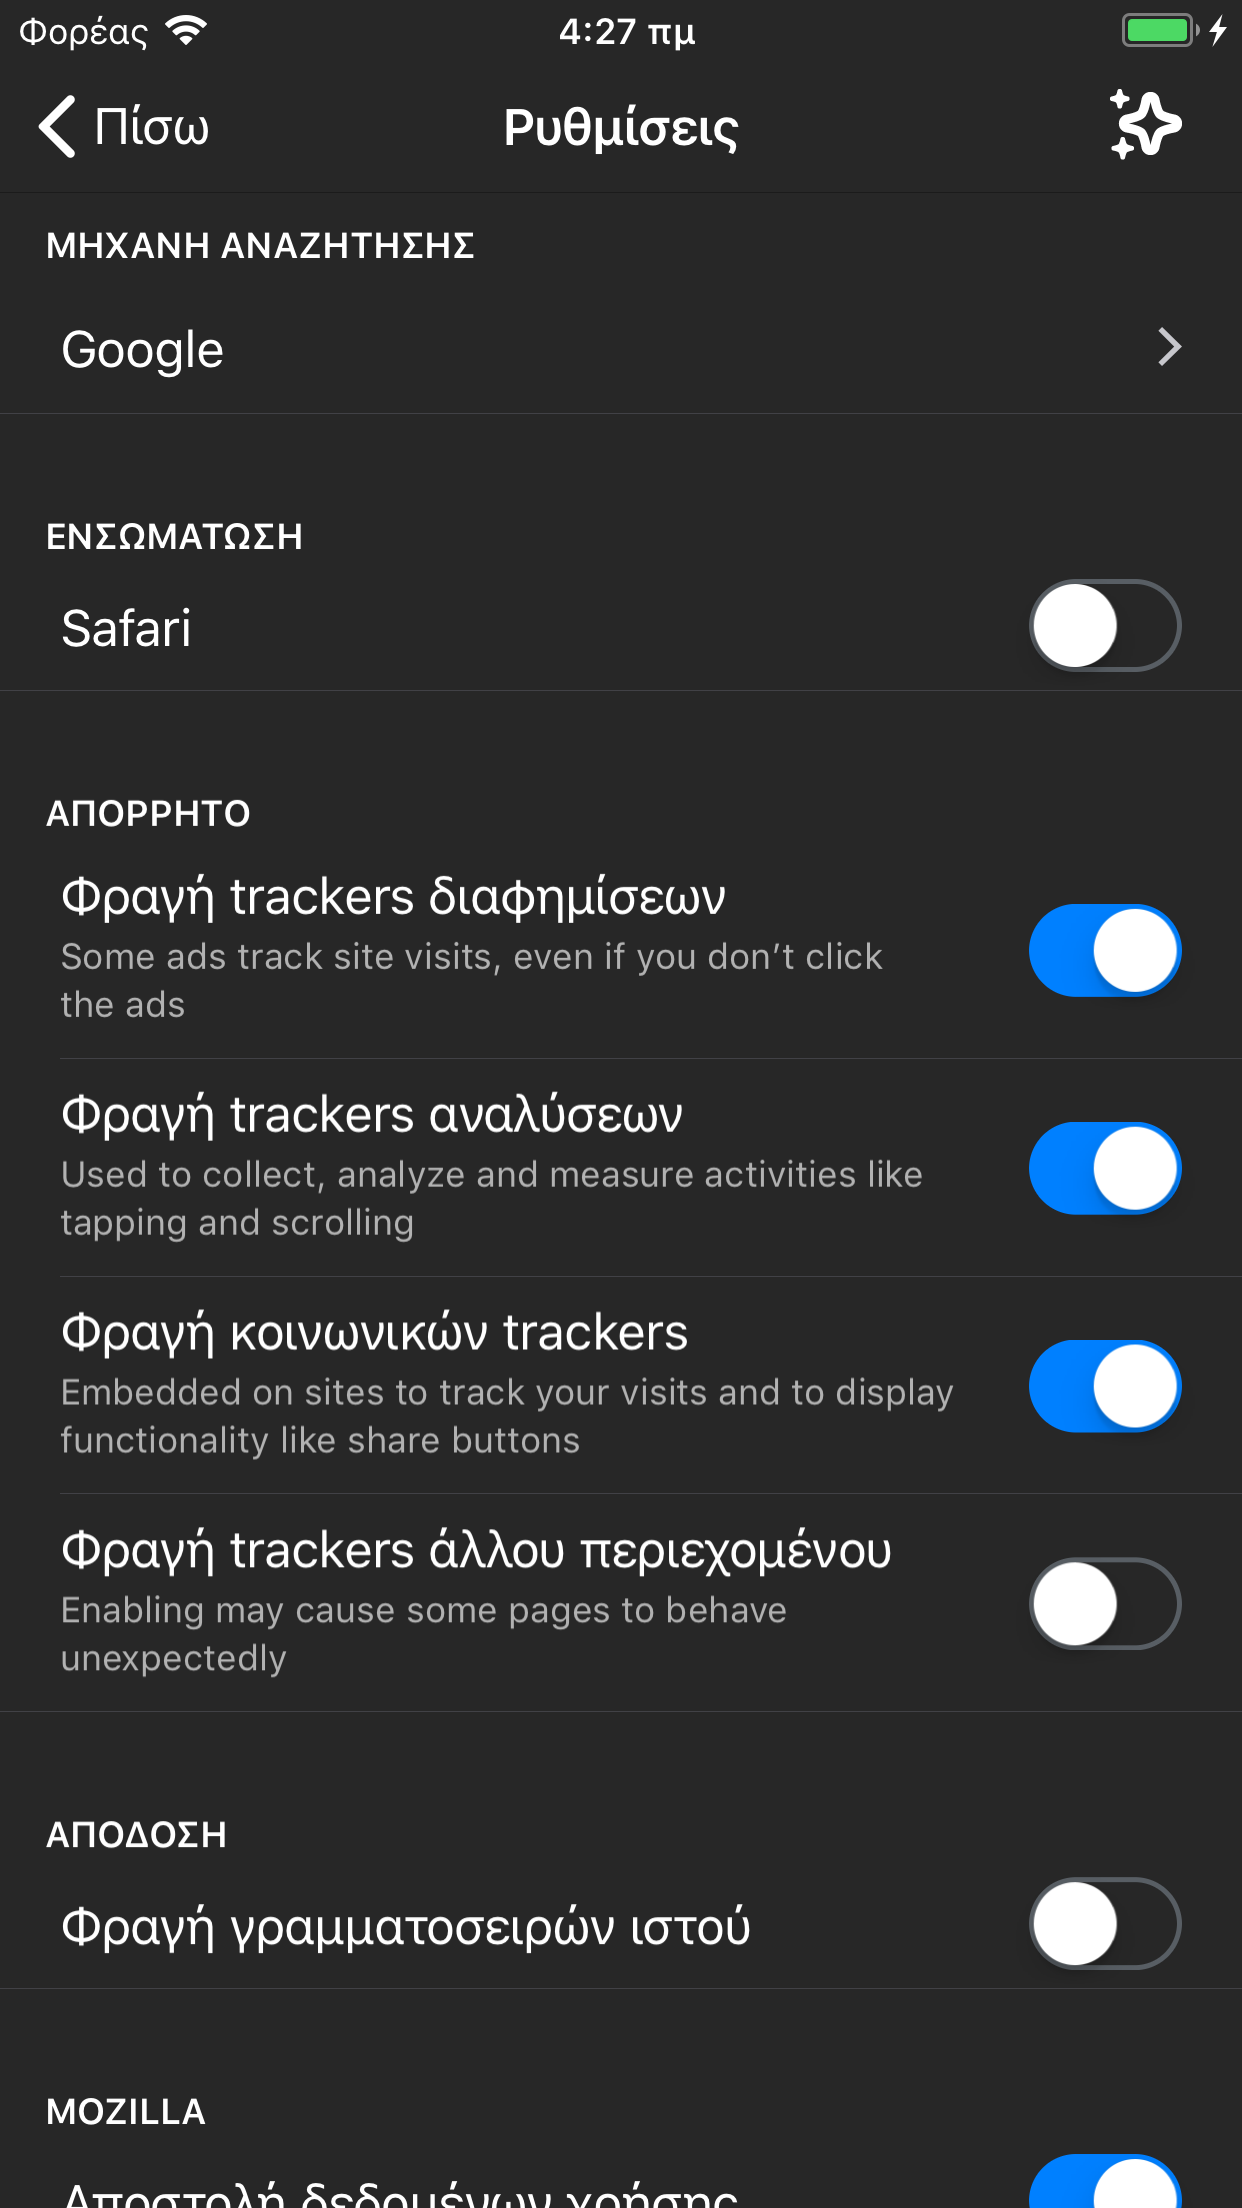 Φορέας
4:27 πμ
Πίσω
Ρυθμίσεις
ΜΗΧΑΝΗ ΑΝΑΖΗΤΗΣΗΣ
Google
ΕΝΣΩΜΑΤΩΣΗ
Safari
ΑΠΟΡΡΗΤΟ
Φραγή trackers διαφημίσεων
Some ads track site visits, even if you don’t click
the ads
Φραγή trackers αναλύσεων
Used to collect, analyze and measure activities like
tapping and scrolling
Φραγή κοινωνικών trackers
Embedded on sites to track your visits and to display
functionality like share buttons
Φραγή trackers άλλου περιεχομένου
Enabling may cause some pages to behave
unexpectedly
ΑΠΟΔΟΣΗ
Φραγή γραμματοσειρών ιστού
MOZILLA
Αποστολή δεδομένων χρήσης